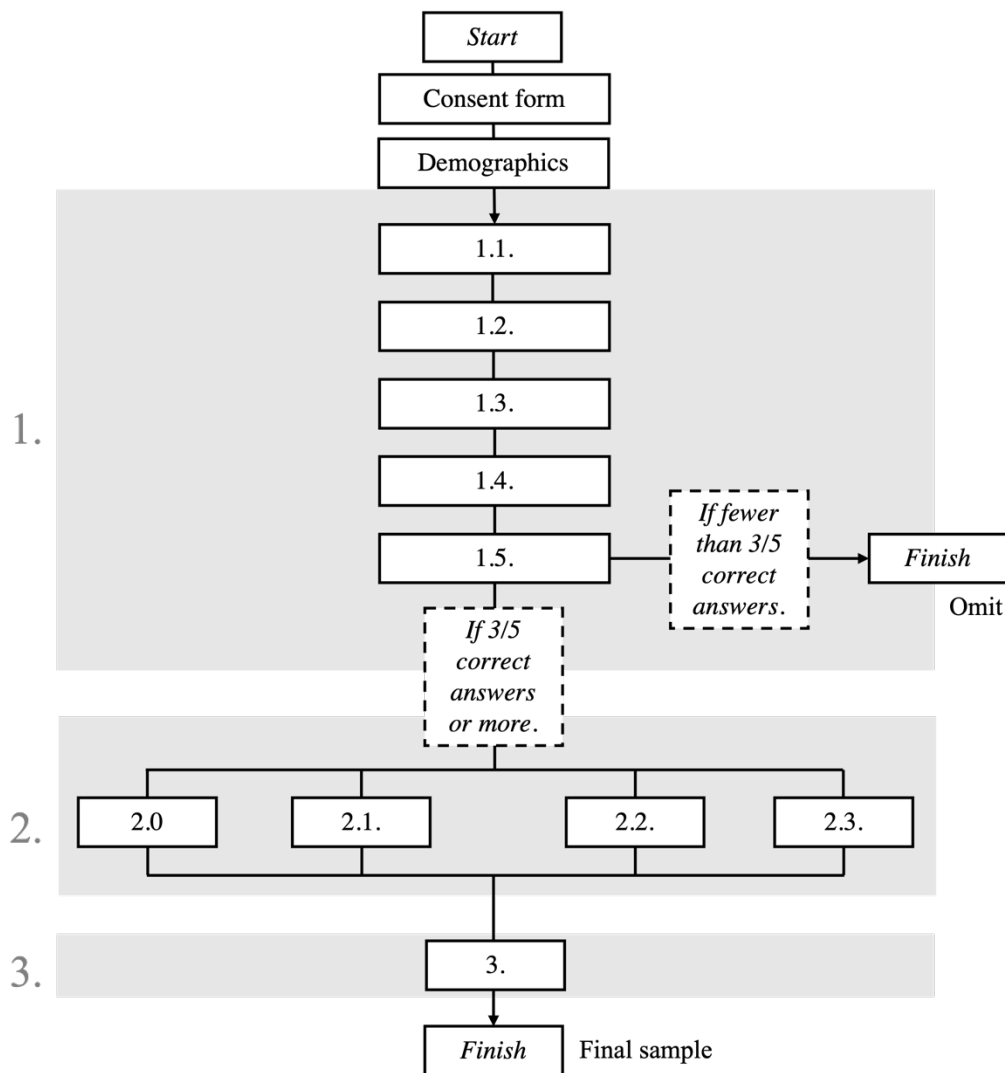 Start
Consent form
Demographics
1.1.
1.2.
1.3.
1.
1.4.
1.5.
If fewer
than 3/5
correct
answers.
Finish
Omit
If 3/5
correct
answers
or more.
2.
2.0
2.1.
2.2.
2.3.
3.
3.
Finish
Final sample